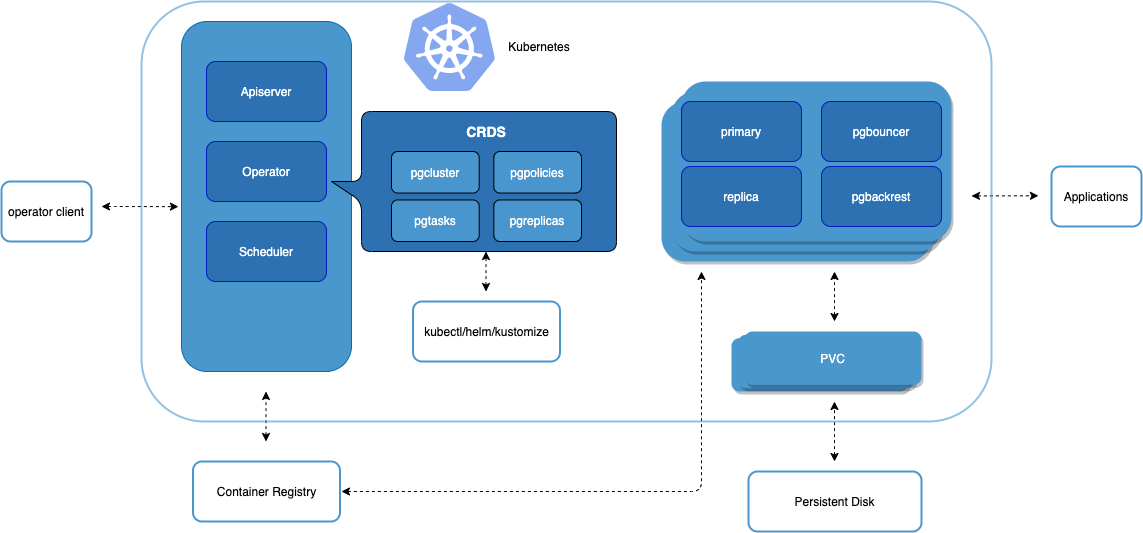 Kubernetes
Apiserver
Operator
Scheduler
CRDS
pgcluster
pgpolicies
pgtasks
pgreplicas
primary
pgbouncer
replica
pgbackrest
operator client
Applications
kubectl/helm/kustomize
PVC
Container Registry
Persistent Disk